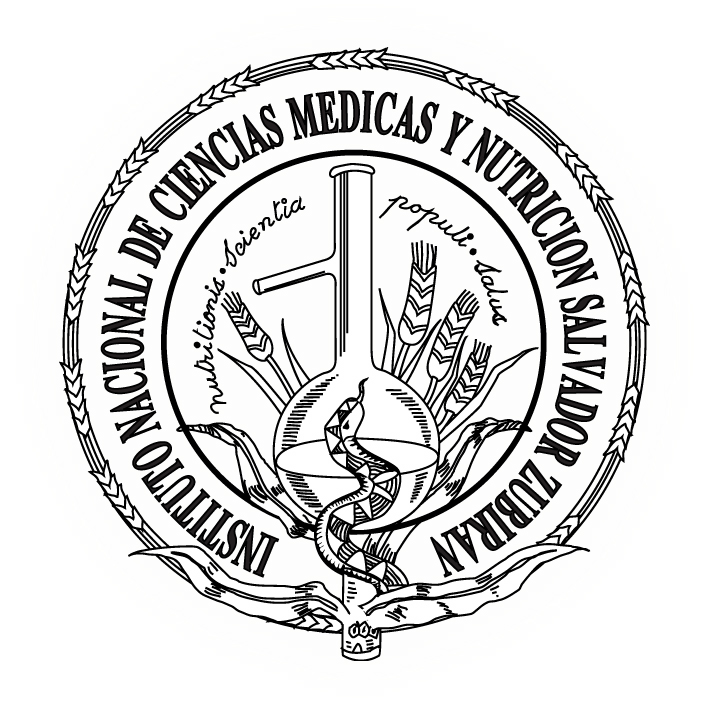 INSTITUTO NACIONAL DE CIENCIAS MEDICAS Y NUTRICION SALVADOR ZUBIRAN
nutritionis • Scientia
populi • Salus